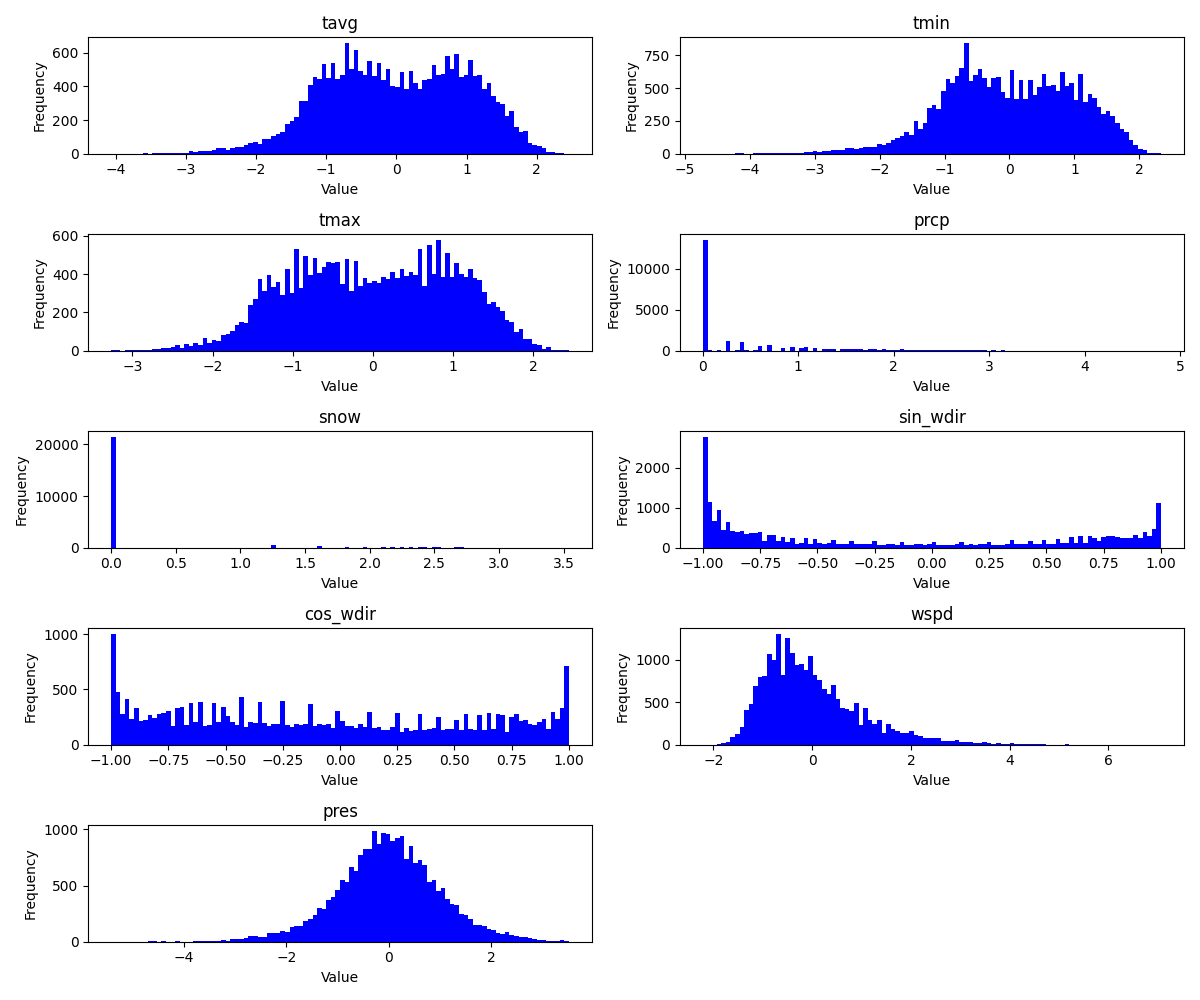 tavg
Frequency
600
400
200
0
−4 −3 −2 −1 0 1 2
Value
tmin
Frequency
750
500
250
0
−5 −4 −3 −2 −1 0 1 2
Value
tmax
Frequency
600
400
200
0
−3 −2 −1 0 1 2
Value
prcp
Frequency
10000
5000
0
0 1 2 3 4 5
Value
snow
Frequency
20000
10000
0
0.0 0.5 1.0 1.5 2.0 2.5 3.0 3.5
Value
sin_wdir
Frequency
2000
1000
0
−1.00 −0.75 −0.50 −0.25 0.00 0.25 0.50 0.75 1.00
Value
cos_wdir
Frequency
1000
500
0
−1.00 −0.75 −0.50 −0.25 0.00 0.25 0.50 0.75 1.00
Value
wspd
Frequency
1000
500
0
−2 0 2 4 6
Value
pres
Frequency
1000
500
0
−4 −2 0 2
Value